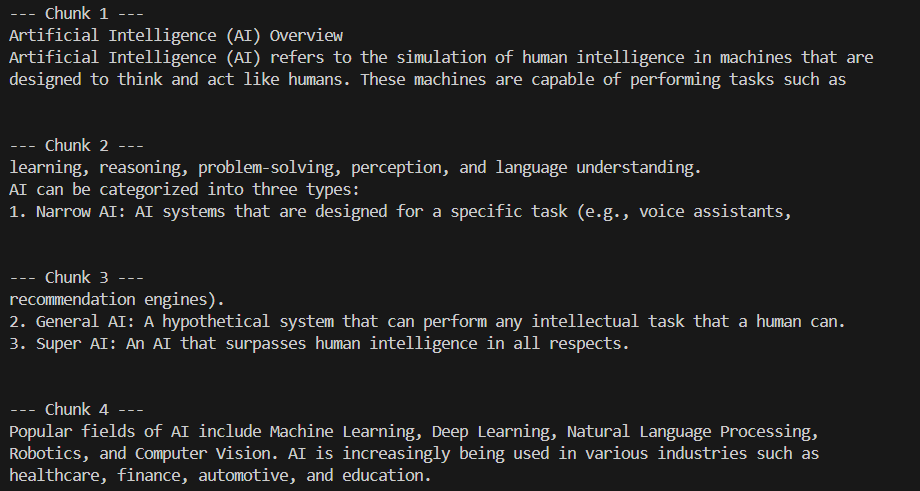 --- Chunk 1 ---
Artificial Intelligence (AI) Overview
Artificial Intelligence (AI) refers to the simulation of human intelligence in machines that are
designed to think and act like humans. These machines are capable of performing tasks such as
--- Chunk 2 ---
learning, reasoning, problem-solving, perception, and language understanding.
AI can be categorized into three types:
1. Narrow AI: AI systems that are designed for a specific task (e.g., voice assistants,
--- Chunk 3 ---
recommendation engines).
2. General AI: A hypothetical system that can perform any intellectual task that a human can.
3. Super AI: An AI that surpasses human intelligence in all respects.
--- Chunk 4 ---
Popular fields of AI include Machine Learning, Deep Learning, Natural Language Processing,
Robotics, and Computer Vision. AI is increasingly being used in various industries such as
healthcare, finance, automotive, and education.